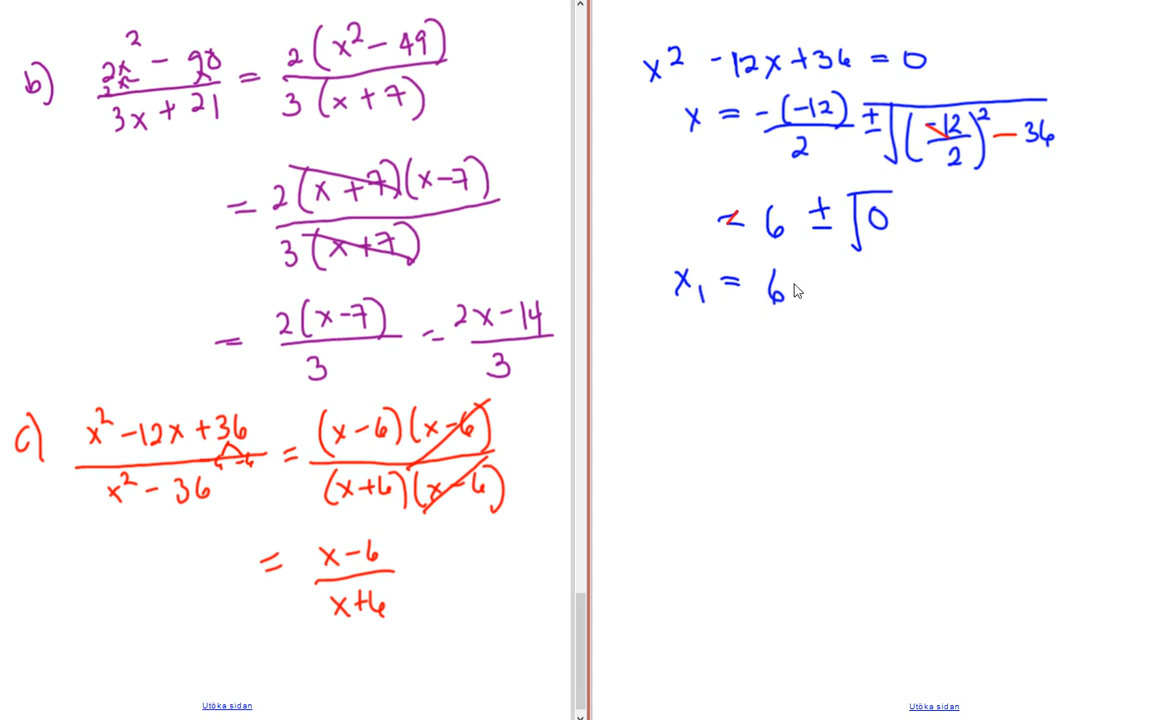 b) (2x² - 98)/(3x + 21) = 2(x² - 49)/3(x + 7)
= 2(x + 7)(x - 7)/3(x + 7)
= 2(x - 7)/3 = (2x - 14)/3
c) (x² - 12x + 36)/(x² - 36) = (x - 6)(x - 6)/(x + 6)(x - 6)
= (x - 6)/(x + 6)
Utöka sidan
x² - 12x + 36 = 0
x = -(-12)/2 ± √((-12/2)² - 36)
= 6 ± √0
x₁ = 6
Utöka sidan